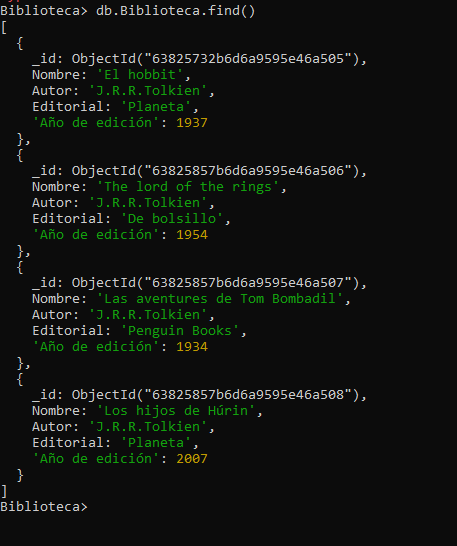 Biblioteca> db.Biblioteca.find()
[
  {
    _id: ObjectId("63825732b6d6a9595e46a505"),
    Nombre: 'El hobbit',
    Autor: 'J.R.R.Tolkien',
    Editorial: 'Planeta',
    'Año de edición': 1937
  },
  {
    _id: ObjectId("63825857b6d6a9595e46a506"),
    Nombre: 'The lord of the rings',
    Autor: 'J.R.R.Tolkien',
    Editorial: 'De bolsillo',
    'Año de edición': 1954
  },
  {
    _id: ObjectId("63825857b6d6a9595e46a507"),
    Nombre: 'Las aventures de Tom Bombadil',
    Autor: 'J.R.R.Tolkien',
    Editorial: 'Penguin Books',
    'Año de edición': 1934
  },
  {
    _id: ObjectId("63825857b6d6a9595e46a508"),
    Nombre: 'Los hijos de Húrin',
    Autor: 'J.R.R.Tolkien',
    Editorial: 'Planeta',
    'Año de edición': 2007
  }
]
Biblioteca>